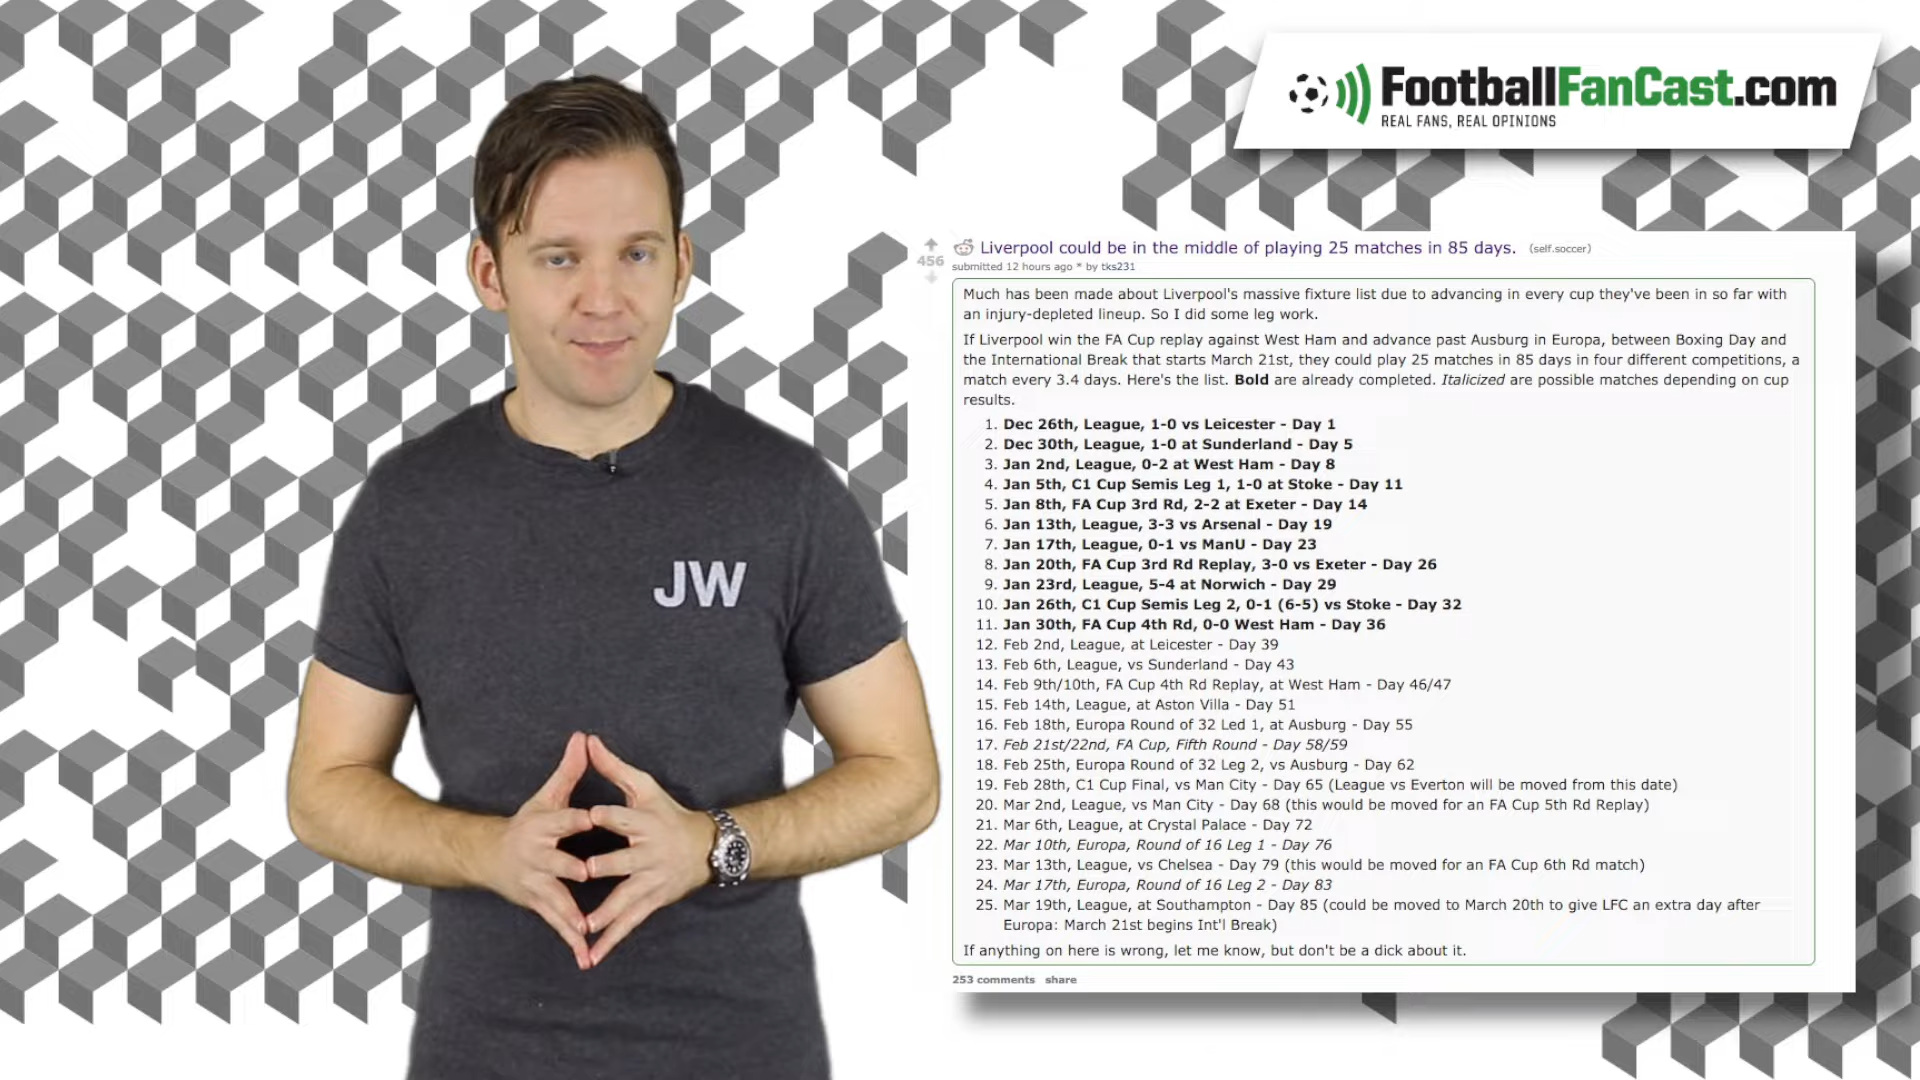 FootballFanCast.com
REAL FANS, REAL OPINIONS
JW
456
Liverpool could be in the middle of playing 25 matches in 85 days. (self.soccer)
submitted 12 hours ago * by tks231
Much has been made about Liverpool's massive fixture list due to advancing in every cup they've been in so far with
an injury-depleted lineup. So I did some leg work.
If Liverpool win the FA Cup replay against West Ham and advance past Ausburg in Europa, between Boxing Day and
the International Break that starts March 21st, they could play 25 matches in 85 days in four different competitions, a
match every 3.4 days. Here's the list. Bold are already completed. Italicized are possible matches depending on cup
results.
1. Dec 26th, League, 1-0 vs Leicester - Day 1
2. Dec 30th, League, 1-0 at Sunderland - Day 5
3. Jan 2nd, League, 0-2 at West Ham - Day 8
4. Jan 5th, C1 Cup Semis Leg 1, 1-0 at Stoke - Day 11
5. Jan 8th, FA Cup 3rd Rd, 2-2 at Exeter - Day 14
6. Jan 13th, League, 3-3 vs Arsenal - Day 19
7. Jan 17th, League, 0-1 vs ManU - Day 23
8. Jan 20th, FA Cup 3rd Rd Replay, 3-0 vs Exeter - Day 26
9. Jan 23rd, League, 5-4 at Norwich - Day 29
10. Jan 26th, C1 Cup Semis Leg 2, 0-1 (6-5) vs Stoke - Day 32
11. Jan 30th, FA Cup 4th Rd, 0-0 West Ham - Day 36
12. Feb 2nd, League, at Leicester - Day 39
13. Feb 6th, League, vs Sunderland - Day 43
14. Feb 9th/10th, FA Cup 4th Rd Replay, at West Ham - Day 46/47
15. Feb 14th, League, at Aston Villa - Day 51
16. Feb 18th, Europa Round of 32 Led 1, at Ausburg - Day 55
17. Feb 21st/22nd, FA Cup, Fifth Round - Day 58/59
18. Feb 25th, Europa Round of 32 Leg 2, vs Ausburg - Day 62
19. Feb 28th, C1 Cup Final, vs Man City - Day 65 (League vs Everton will be moved from this date)
20. Mar 2nd, League, vs Man City - Day 68 (this would be moved for an FA Cup 5th Rd Replay)
21. Mar 6th, League, at Crystal Palace - Day 72
22. Mar 10th, Europa, Round of 16 Leg 1 - Day 76
23. Mar 13th, League, vs Chelsea - Day 79 (this would be moved for an FA Cup 6th Rd match)
24. Mar 17th, Europa, Round of 16 Leg 2 - Day 83
25. Mar 19th, League, at Southampton - Day 85 (could be moved to March 20th to give LFC an extra day after
Europa: March 21st begins Int'l Break)
If anything on here is wrong, let me know, but don't be a dick about it.
253 comments share